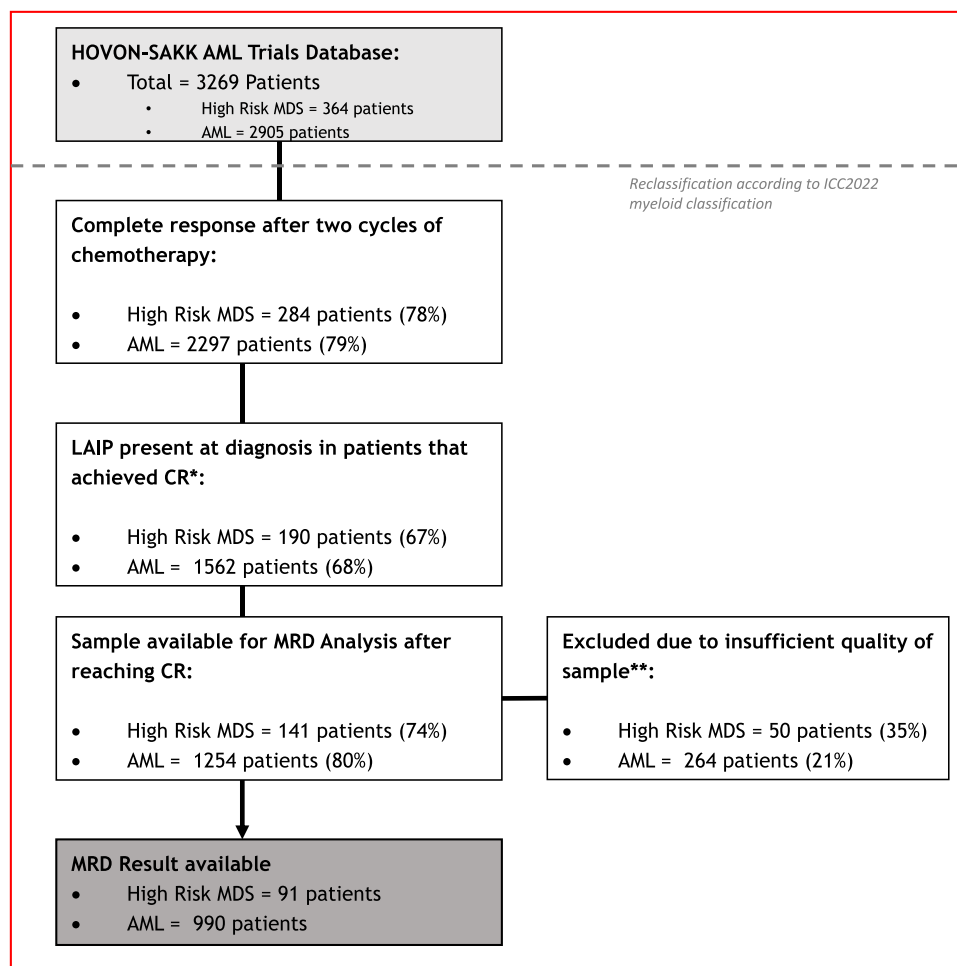 HOVON-SAKK AML Trials Database:
• Total = 3269 Patients
• High Risk MDS = 364 patients
• AML = 2905 patients
Reclassification according to ICC2022
myeloid classification
Complete response after two cycles of
chemotherapy:
• High Risk MDS = 284 patients (78%)
• AML = 2297 patients (79%)
LAIP present at diagnosis in patients that
achieved CR*:
• High Risk MDS = 190 patients (67%)
• AML = 1562 patients (68%)
Sample available for MRD Analysis after
reaching CR:
• High Risk MDS = 141 patients (74%)
• AML = 1254 patients (80%)
Excluded due to insufficient quality of
sample**:
• High Risk MDS = 50 patients (35%)
• AML = 264 patients (21%)
MRD Result available
• High Risk MDS = 91 patients
• AML = 990 patients